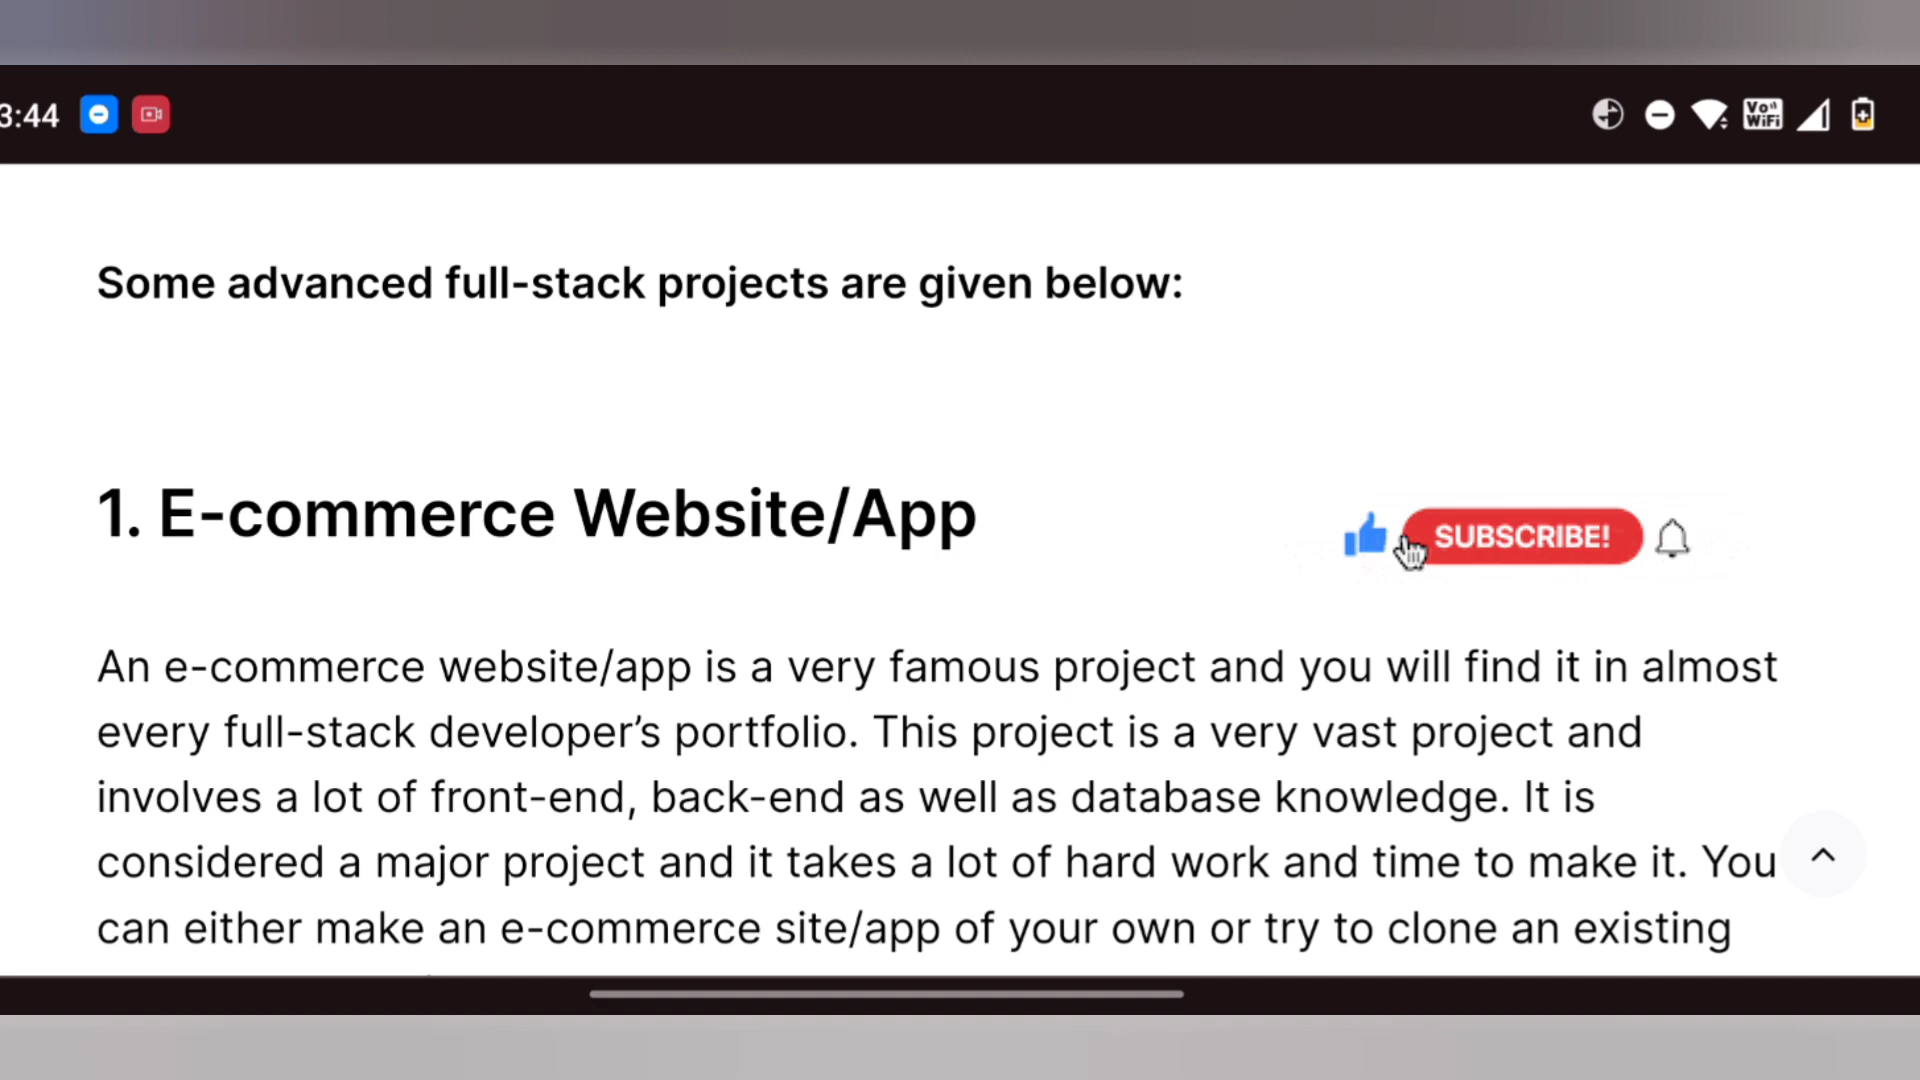 3:44
Vo WiFi
Some advanced full-stack projects are given below:
1. E-commerce Website/App
SUBSCRIBE!
An e-commerce website/app is a very famous project and you will find it in almost
every full-stack developer’s portfolio. This project is a very vast project and
involves a lot of front-end, back-end as well as database knowledge. It is
considered a major project and it takes a lot of hard work and time to make it. You
can either make an e-commerce site/app of your own or try to clone an existing